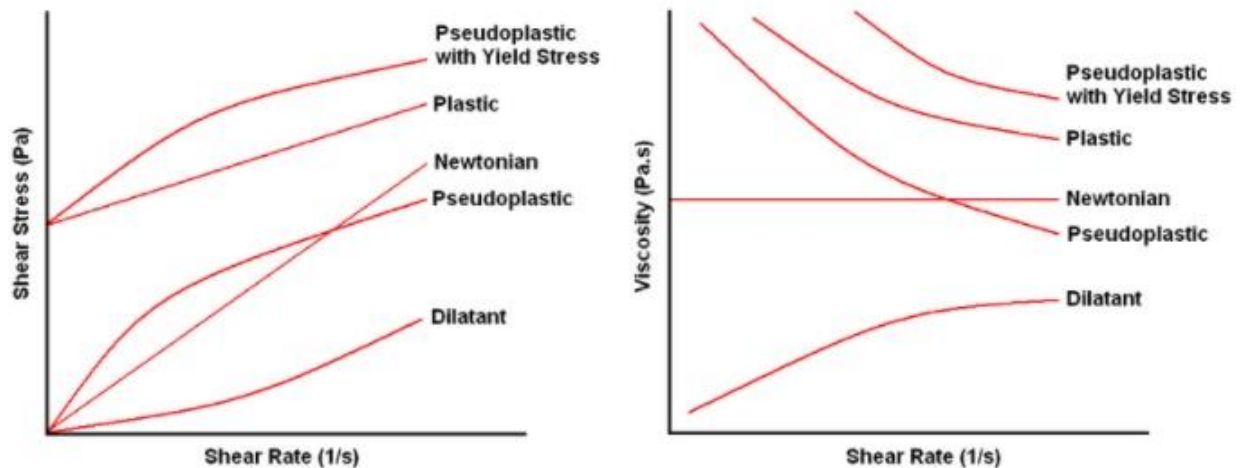 Shear Stress (Pa)
Pseudoplastic
with Yield Stress
Plastic
Newtonian
Pseudoplastic
Dilatant
Shear Rate (1/s)
Viscosity (Pa.s)
Pseudoplastic
with Yield Stress
Plastic
Newtonian
Pseudoplastic
Dilatant
Shear Rate (1/s)